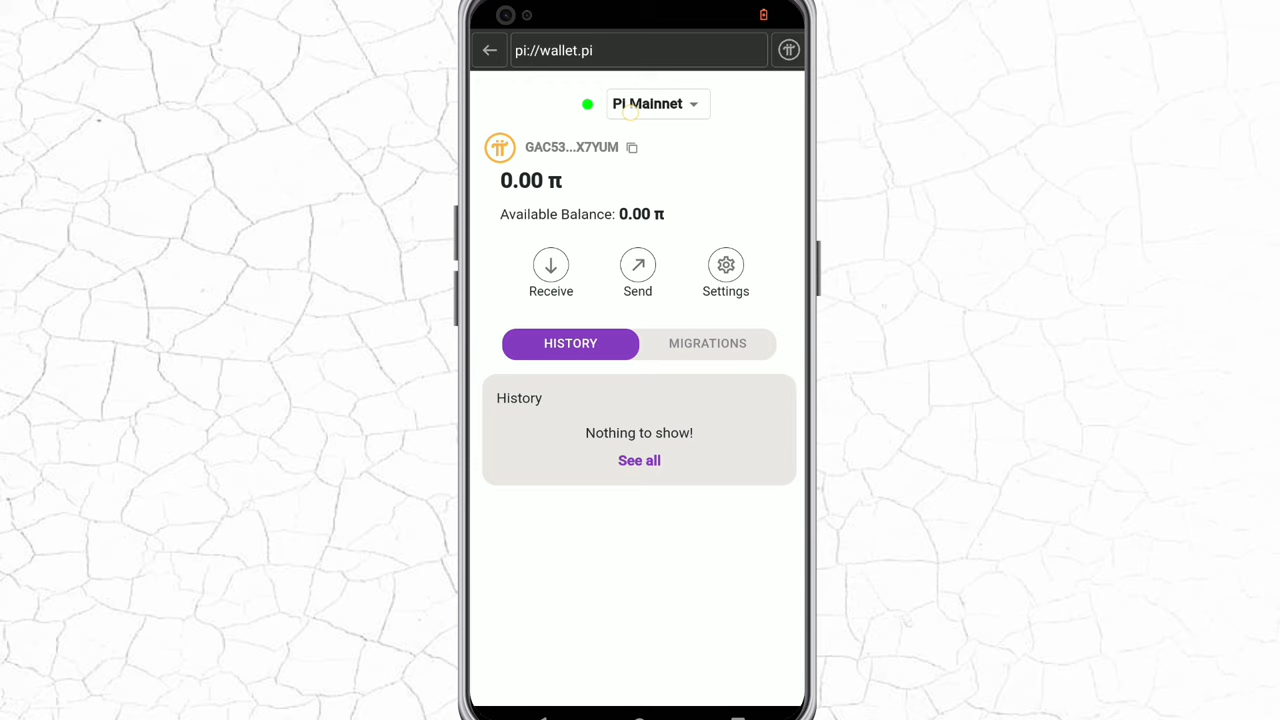 pi://wallet.pi
Pi Mainnet
GAC53...X7YUM
0.00 π
Available Balance: 0.00 π
Receive Send Settings
HISTORY MIGRATIONS
History
Nothing to show!
See all